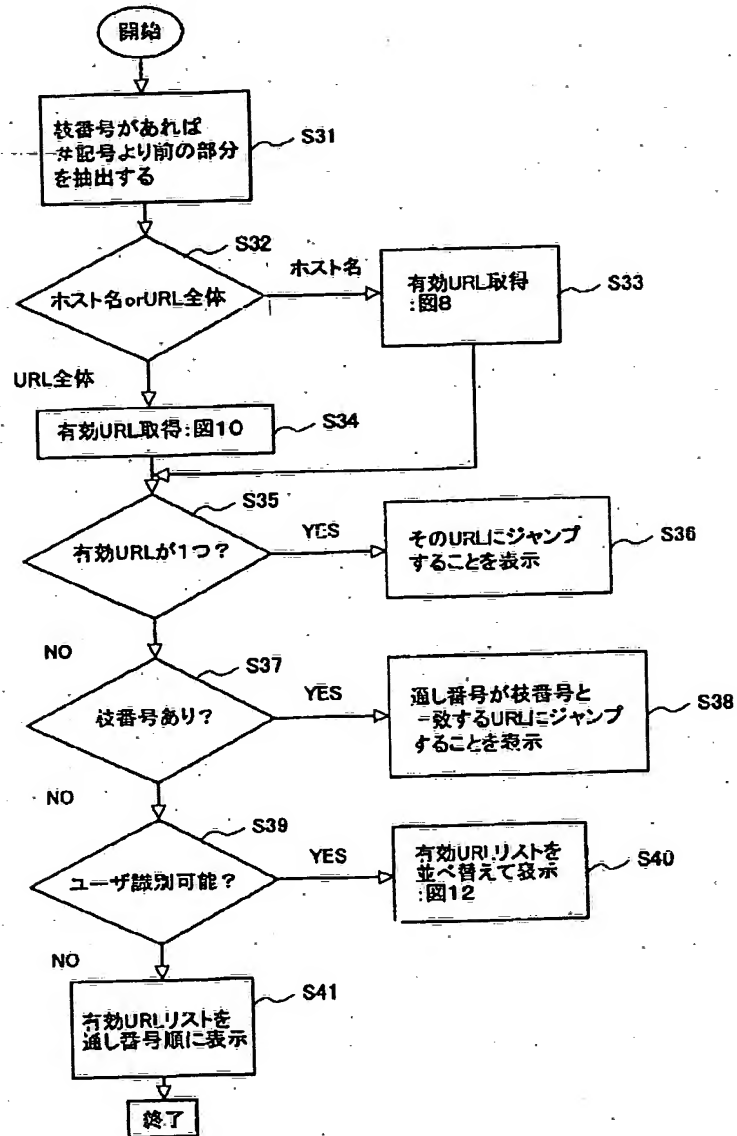 開始
枝番号があれば
#記号より前の部分
を抽出する
S31
S32
ホスト名orURL全体
ホスト名
有効URL取得
:図8
S33
URL全体
有効URL取得:図10
S34
S35
有効URLが1つ?
YES
そのURLにジャンプ
することを表示
S36
NO
S37
枝番号あり?
YES
通し番号が枝番号と
一致するURLにジャンプ
することを表示
S38
NO
S39
ユーザ識別可能?
YES
有効URLリストを
並べ替えて表示
:図12
S40
NO
S41
有効URLリストを
通し番号順に表示
終了